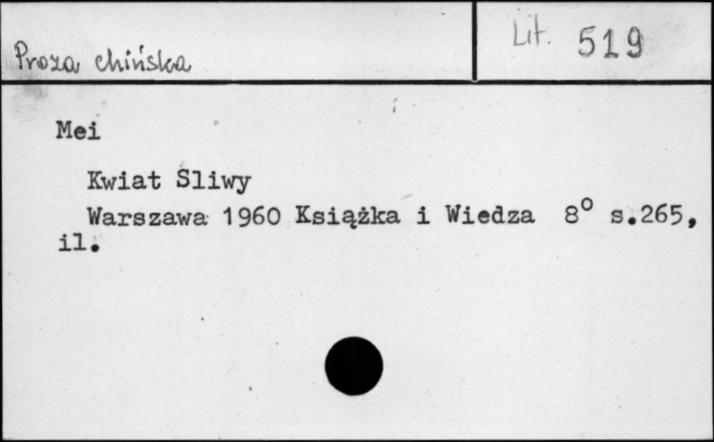 Proza chińska
Lit. 519
Mei
Kwiat Śliwy
Warszawa 1960 Książka i Wiedza 8° s.265,
il.